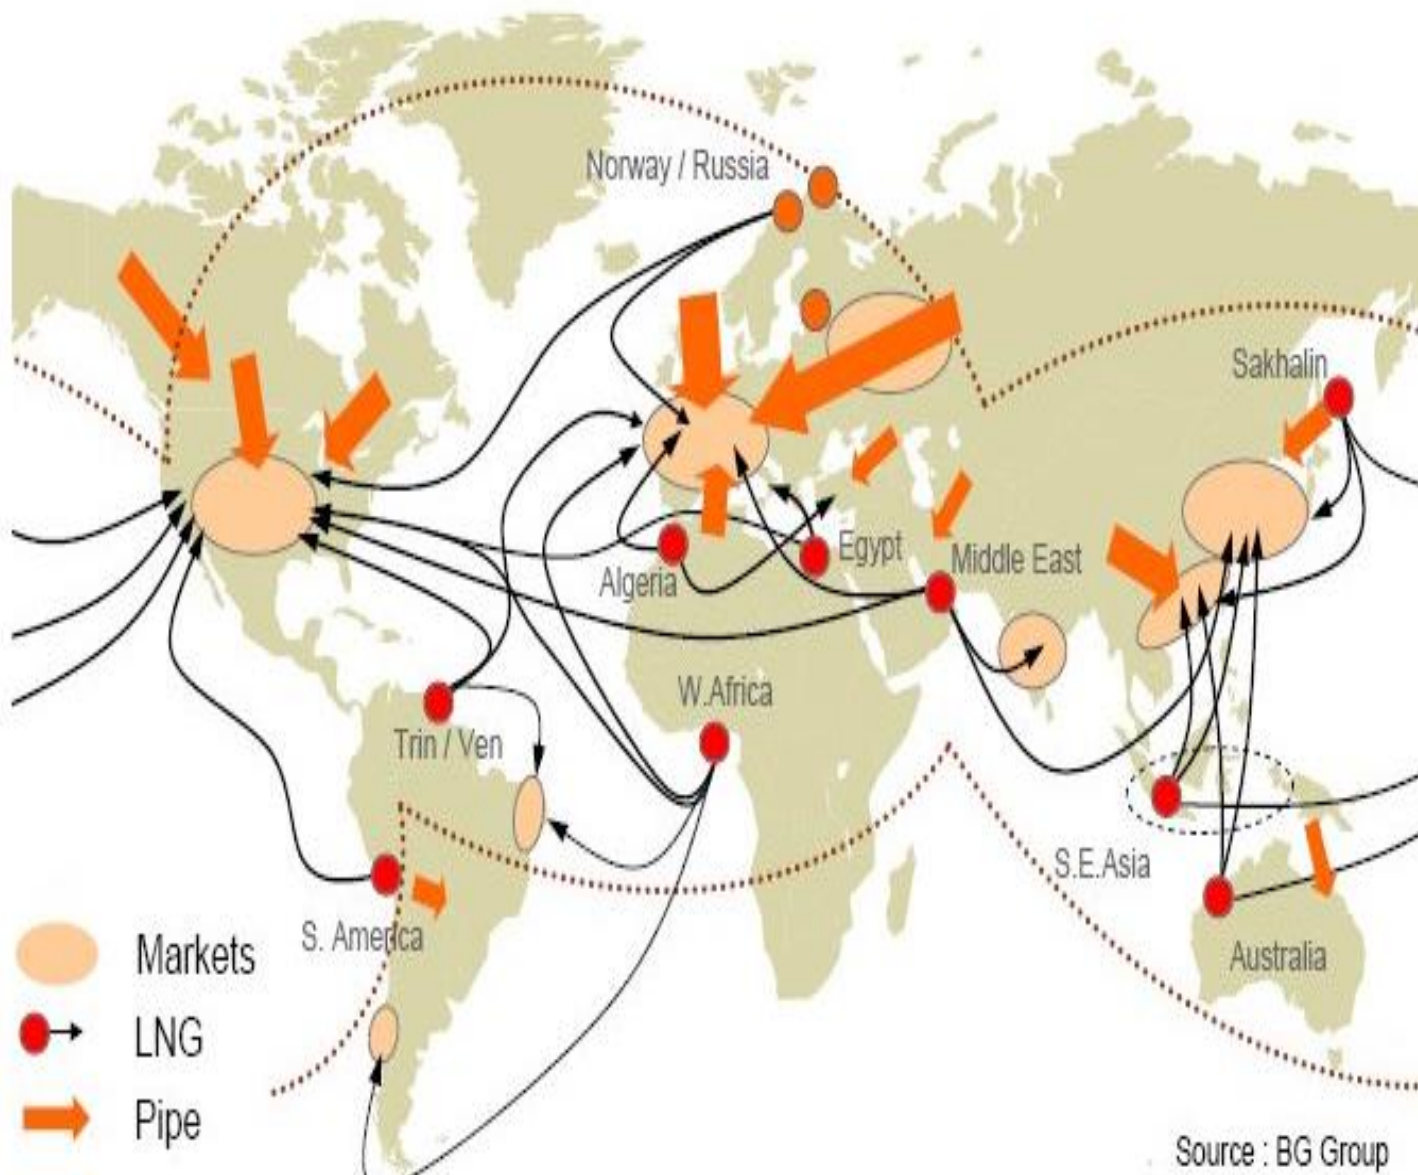 Norway / Russia
Sakhalin
Egypt
Middle East
Algeria
W.Africa
Trin / Ven
S.E.Asia
S. America
Australia
Markets
LNG
Pipe
Source : BG Group